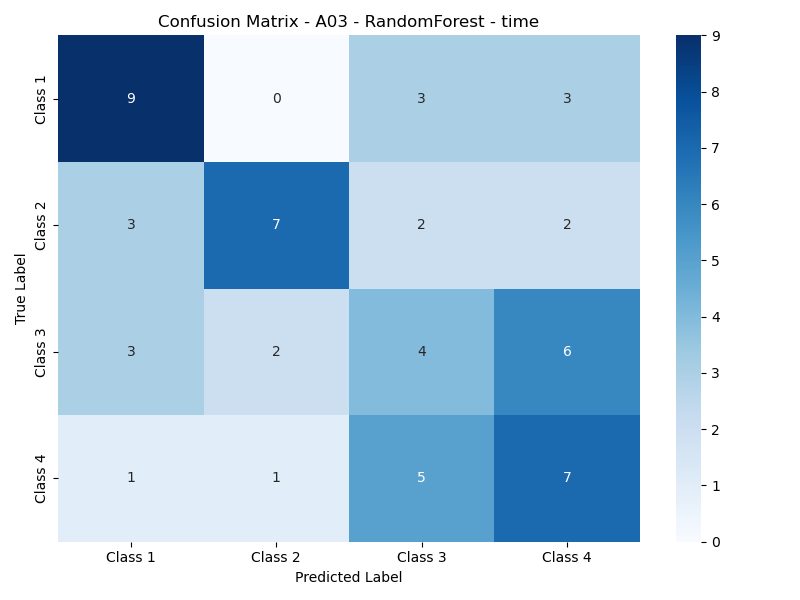 Confusion Matrix - A03 - RandomForest - time
True Label
Class 1
9 0 3 3
Class 2
3 7 2 2
Class 3
3 2 4 6
Class 4
1 1 5 7
Class 1 Class 2 Class 3 Class 4
Predicted Label
9
8
7
6
5
4
3
2
1
0